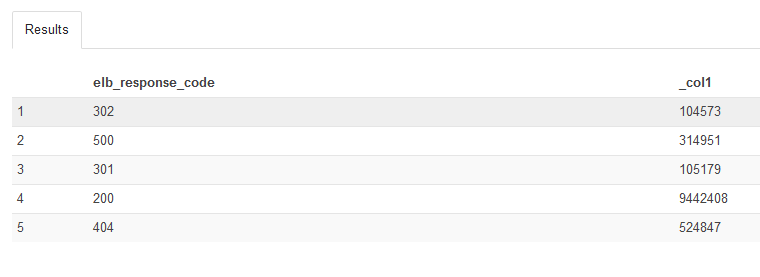 Results
elb_response_code _col1
1 302 104573
2 500 314951
3 301 105179
4 200 9442408
5 404 524847